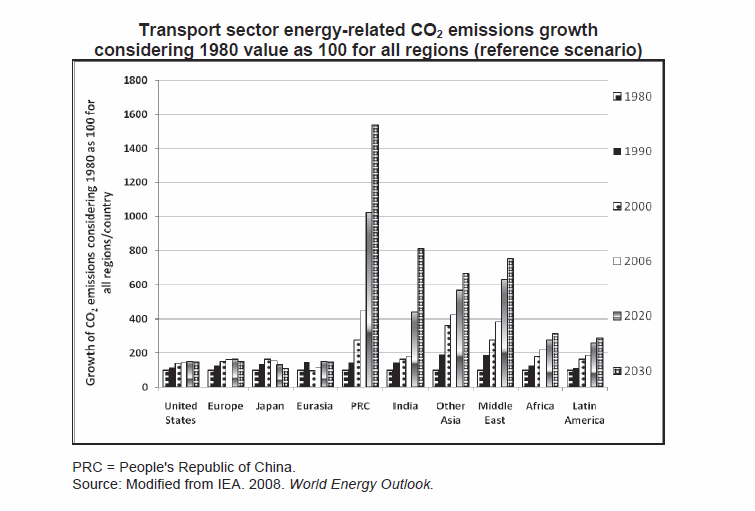 Transport sector energy-related CO₂ emissions growth
considering 1980 value as 100 for all regions (reference scenario)
Growth of CO₂ emissions considering 1980 as 100 for
all regions/country
1800
1600
1400
1200
1000
800
600
400
200
0
United
States
Europe
Japan
Eurasia
PRC
India
Other
Asia
Middle
East
Africa
Latin
America
1980
1990
2000
2006
2020
2030
PRC = People's Republic of China.
Source: Modified from IEA. 2008. World Energy Outlook.